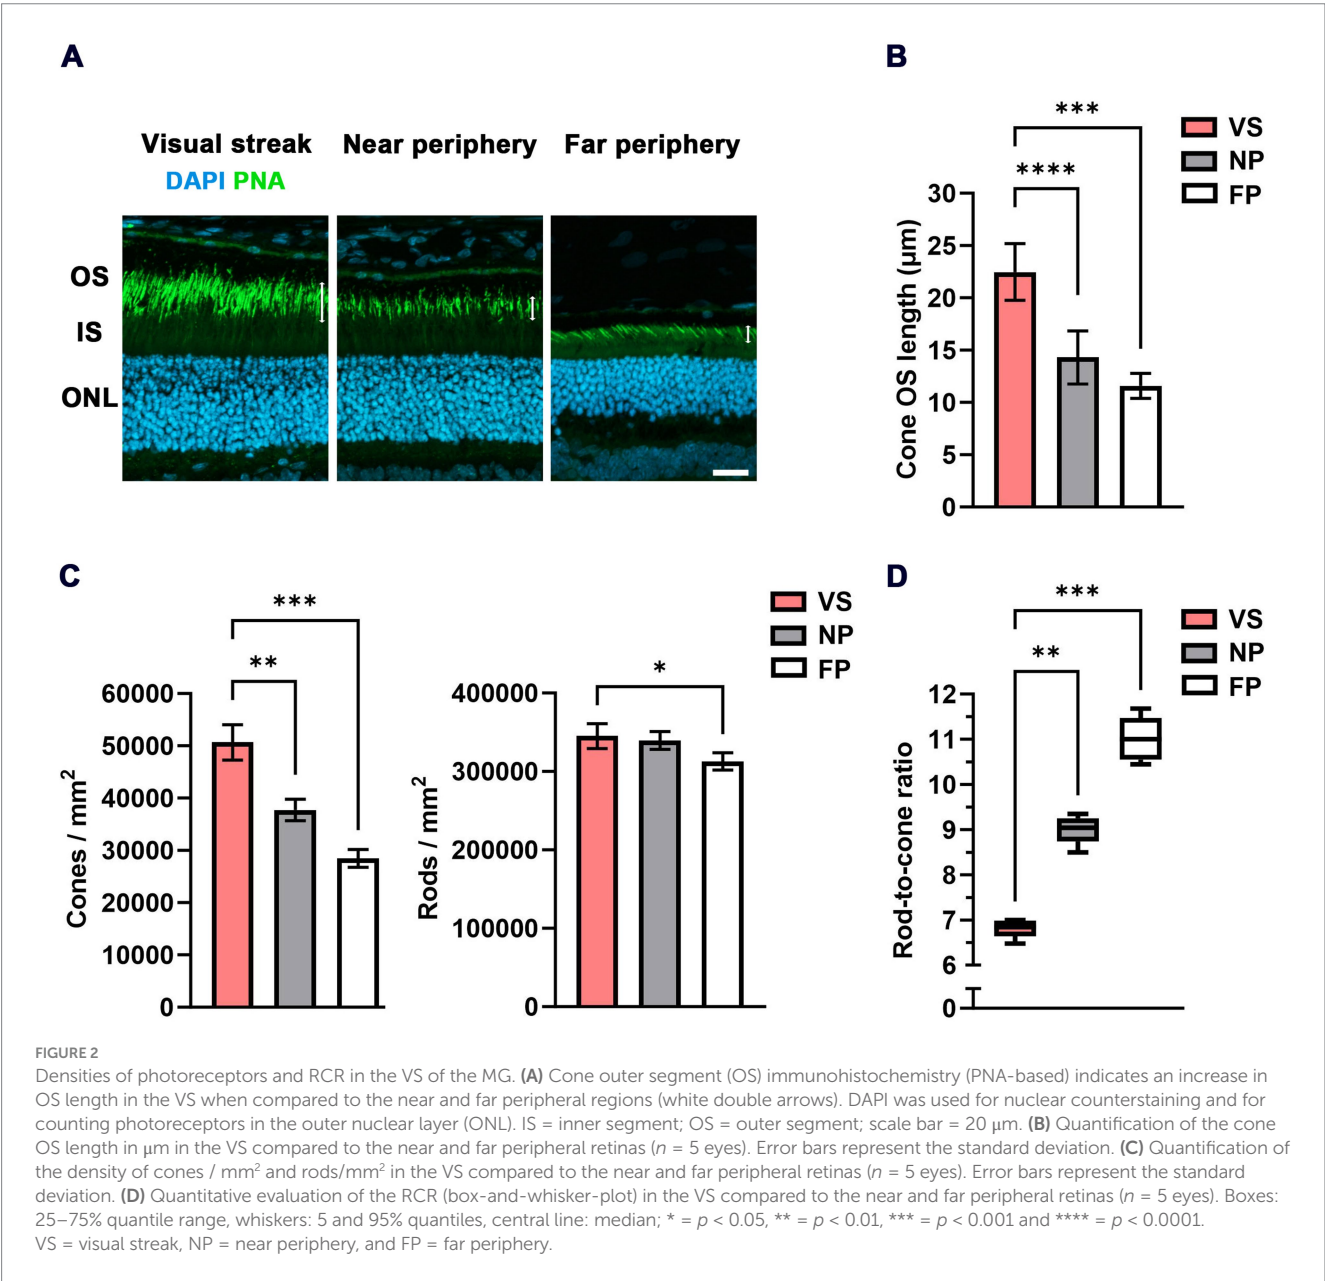 A
Visual streak Near periphery Far periphery
DAPI PNA
OS
IS
ONL
B
***
****
VS
NP
FP
Cone OS length (µm)
30
25
20
15
10
5
0
C
***
**
Cones / mm²
60000
50000
40000
30000
20000
10000
0
*
VS
NP
FP
Rods / mm²
400000
300000
200000
100000
0
D
***
**
VS
NP
FP
Rod-to-cone ratio
12
11
10
9
8
7
6
0
FIGURE 2
Densities of photoreceptors and RCR in the VS of the MG. (A) Cone outer segment (OS) immunohistochemistry (PNA-based) indicates an increase in
OS length in the VS when compared to the near and far peripheral regions (white double arrows). DAPI was used for nuclear counterstaining and for
counting photoreceptors in the outer nuclear layer (ONL). IS = inner segment; OS = outer segment; scale bar = 20 µm. (B) Quantification of the cone
OS length in µm in the VS compared to the near and far peripheral retinas (n = 5 eyes). Error bars represent the standard deviation. (C) Quantification of
the density of cones / mm² and rods/mm² in the VS compared to the near and far peripheral retinas (n = 5 eyes). Error bars represent the standard
deviation. (D) Quantitative evaluation of the RCR (box-and-whisker-plot) in the VS compared to the near and far peripheral retinas (n = 5 eyes). Boxes:
25–75% quantile range, whiskers: 5 and 95% quantiles, central line: median; * = p < 0.05, ** = p < 0.01, *** = p < 0.001 and **** = p < 0.0001.
VS = visual streak, NP = near periphery, and FP = far periphery.